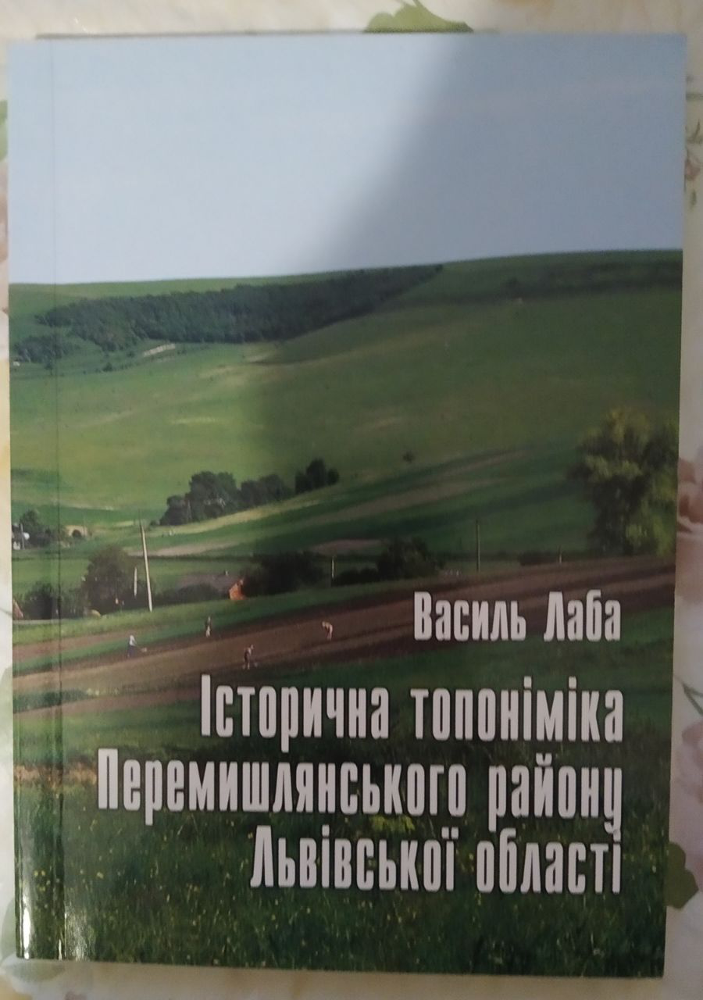 Василь Лаба
Історична топоніміка
Перемишлянського району
Львівської області